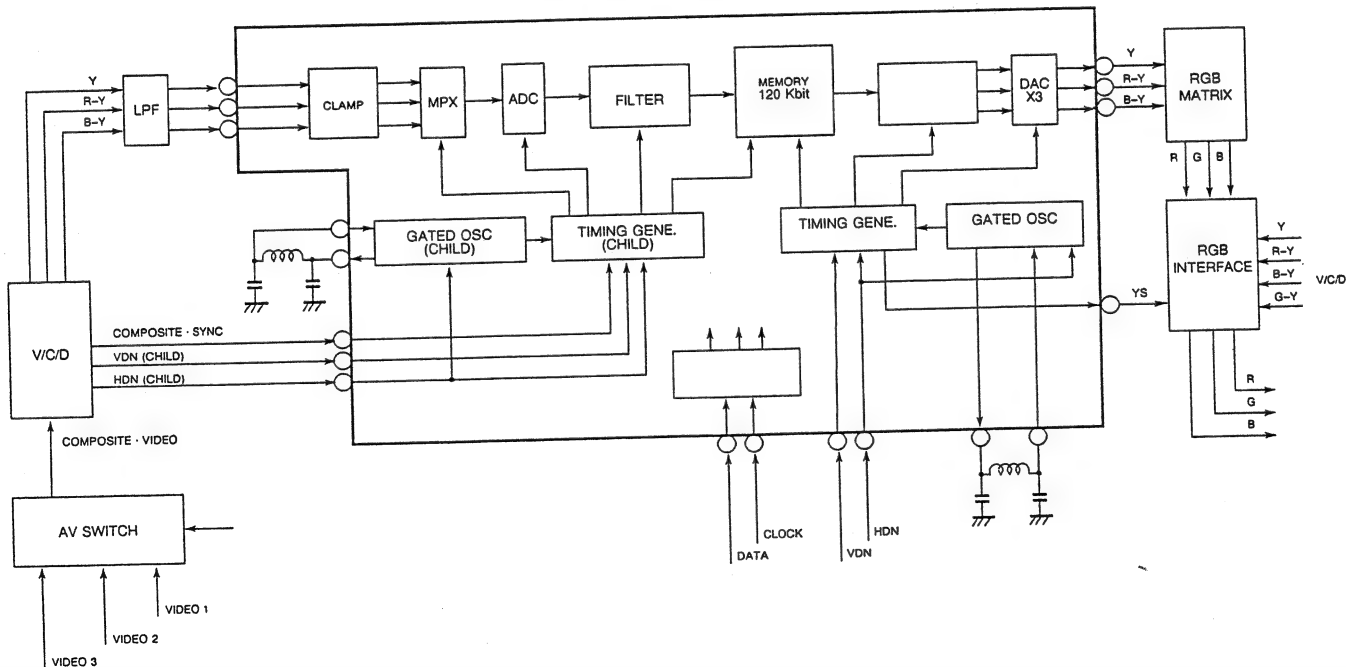 Y
R-Y
B-Y
LPF
CLAMP
MPX
ADC
FILTER
MEMORY
120 Kbit
DAC
X3
Y
R-Y
B-Y
RGB
MATRIX
R
G
B
GATED OSC
(CHILD)
TIMING GENE.
(CHILD)
TIMING GENE.
GATED OSC
RGB
INTERFACE
Y
R-Y
B-Y
G-Y
V/C/D
YS
V/C/D
COMPOSITE · SYNC
VDN (CHILD)
HDN (CHILD)
R
G
B
COMPOSITE · VIDEO
AV SWITCH
DATA
CLOCK
VDN
HDN
VIDEO 1
VIDEO 2
VIDEO 3